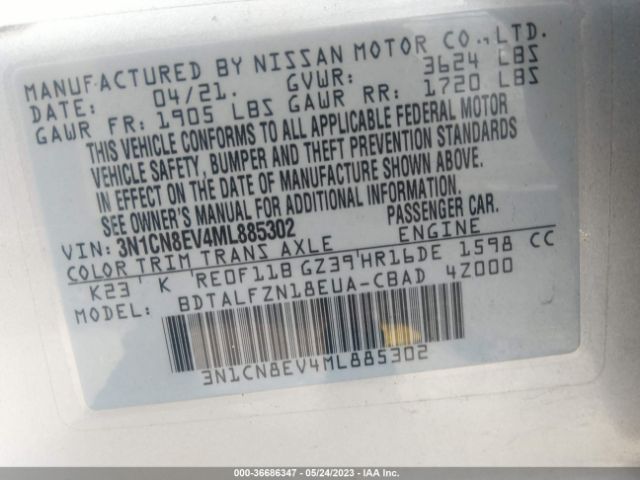 MANUFACTURED BY NISSAN MOTOR CO., LTD.
DATE: 04/21. GVWR: 3624 LBS
GAWR FR: 1905 LBS GAWR RR: 1720 LBS
THIS VEHICLE CONFORMS TO ALL APPLICABLE FEDERAL MOTOR
VEHICLE SAFETY, BUMPER AND THEFT PREVENTION STANDARDS
IN EFFECT ON THE DATE OF MANUFACTURE SHOWN ABOVE.
SEE OWNER'S MANUAL FOR ADDITIONAL INFORMATION.
VIN: 3N1CN8EV4ML885302 PASSENGER CAR.
COLOR TRIM TRANS AXLE ENGINE
K23 K RE0F11B GZ39 HR16DE 1598 CC
MODEL: BDTALFZN18EUA-CBAD 4Z000
3N1CN8EV4ML885302
000-36686347 - 05/24/2023 - IAA Inc.